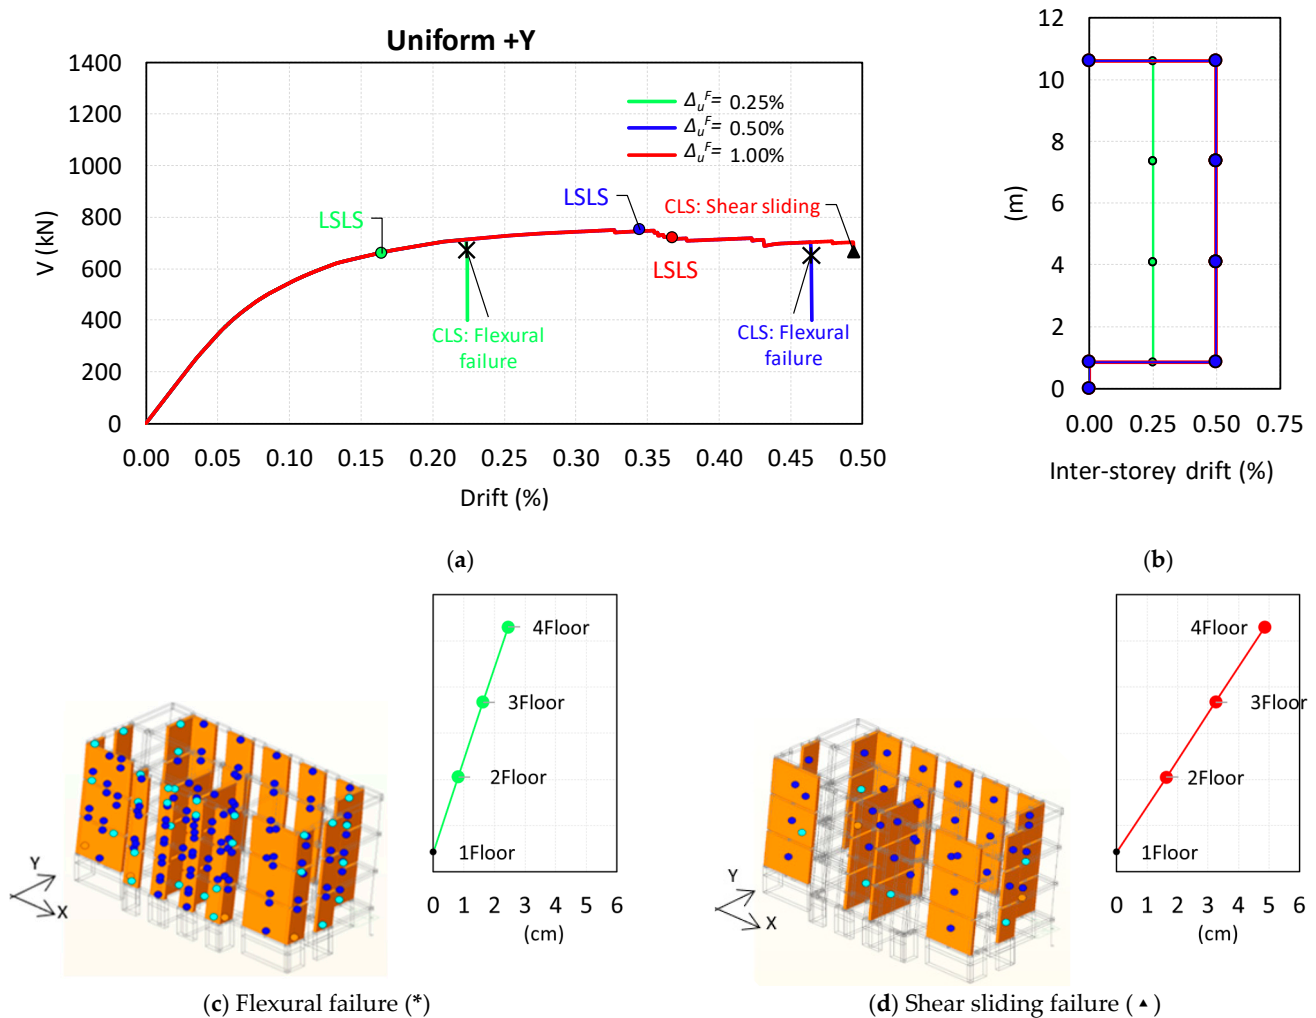 Uniform +Y
1400
1200
1000
800
600
400
200
0
V (kN)
0.00 0.05 0.10 0.15 0.20 0.25 0.30 0.35 0.40 0.45 0.50
Drift (%)
Δu^F= 0.25%
Δu^F= 0.50%
Δu^F= 1.00%
LSLS
LSLS
LSLS
CLS: Shear sliding
CLS: Flexural
failure
CLS: Flexural
failure
(a)
12
10
8
6
4
2
0
(m)
0.00 0.25 0.50 0.75
Inter-storey drift (%)
(b)
Y
X
4Floor
3Floor
2Floor
1Floor
0 1 2 3 4 5 6
(cm)
(c) Flexural failure (*)
Y
X
4Floor
3Floor
2Floor
1Floor
0 1 2 3 4 5 6
(cm)
(d) Shear sliding failure (▲)